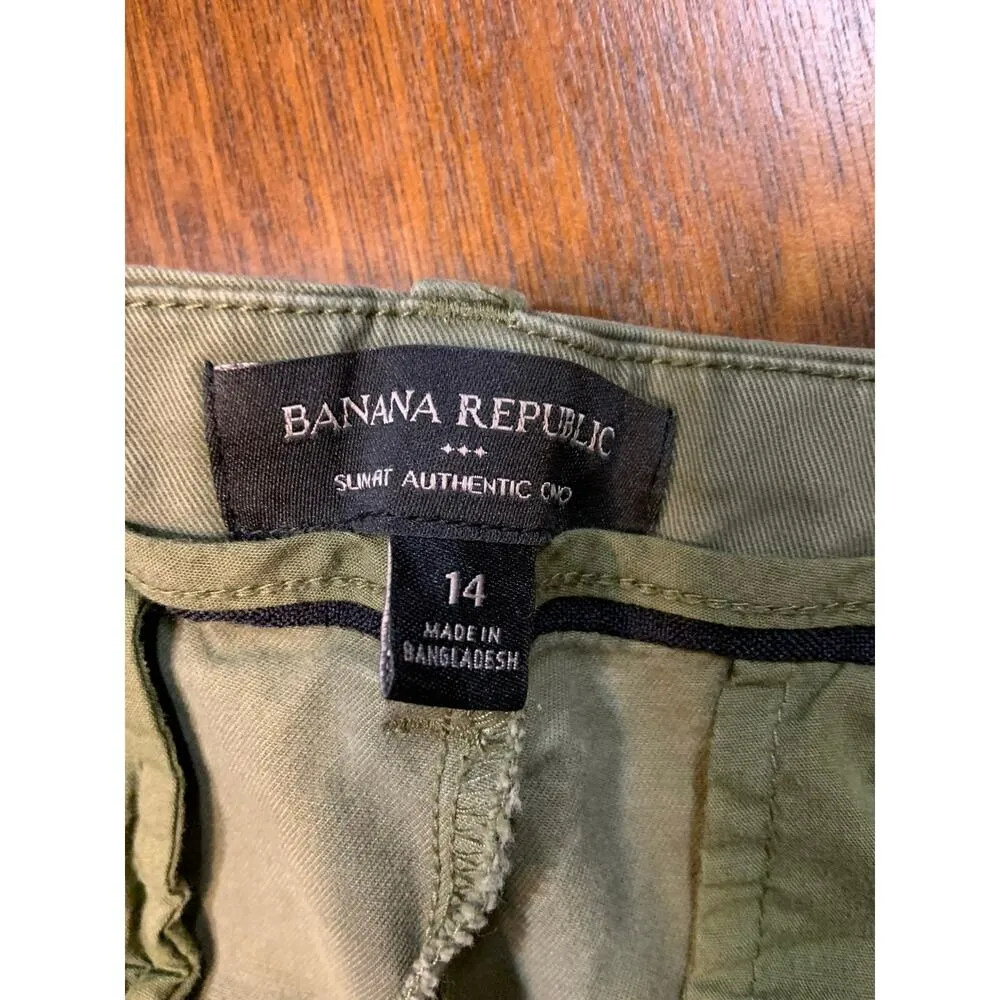 BANANA REPUBLIC
AUTHENTIC
14
MADE IN
BANGLADESH